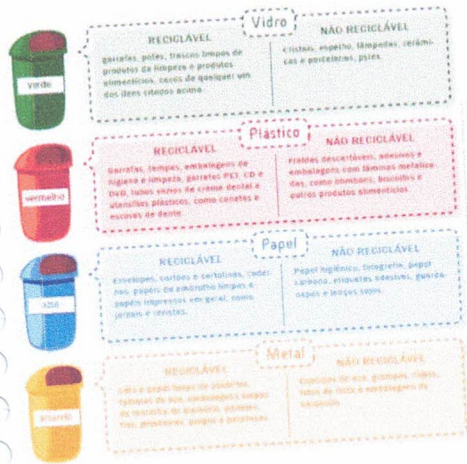 Vidro
verde
RECICLÁVEL
garrafas, potes, frascos limpos de
produtos de limpeza e produtos
alimentícios, cacos de qualquer um
dos itens citados acima.
NÃO RECICLÁVEL
Cristais, espelho, lâmpadas, cerâmi-
cas e porcelanas, pirex.
Plástico
vermelho
RECICLÁVEL
Garrafas, tampas, embalagens de
higiene e limpeza, garrafas PET, CD e
DVD, tubos vazios de creme dental e
utensílios plásticos, como canetas e
escovas de dente.
NÃO RECICLÁVEL
Fraldas descartáveis, adesivos e
embalagens com lâminas metaliza-
das, como bombons, biscoitos e
outros produtos alimentícios.
Papel
azul
RECICLÁVEL
Envelopes, cartões e cartolinas, cader-
nos, papéis de embrulho limpos e
papéis impressos em geral, como
jornais e revistas.
NÃO RECICLÁVEL
Papel higiênico, fotografia, papel
carbono, etiquetas adesivas, guarda-
napos e lenços sujos.
Metal
amarelo
RECICLÁVEL
NÃO RECICLÁVEL